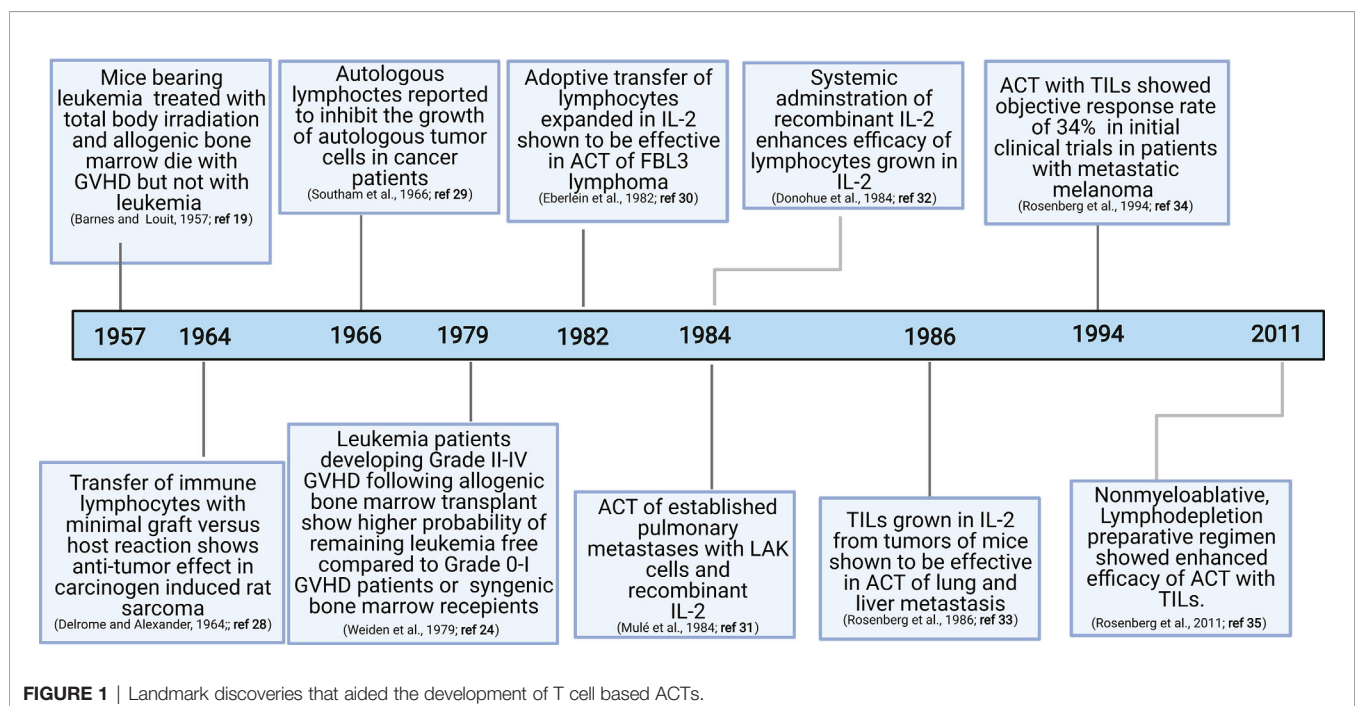 Mice bearing
leukemia treated with
total body irradiation
and allogenic bone
marrow die with
GVHD but not with
leukemia
(Barnes and Louit, 1957; ref 19)
Autologous
lymphoctes reported
to inhibit the growth
of autologous tumor
cells in cancer
patients
(Southam et al., 1966; ref 29)
Adoptive transfer of
lymphocytes
expanded in IL-2
shown to be effective
in ACT of FBL3
lymphoma
(Eberlein et al., 1982; ref 30)
Systemic
adminstration of
recombinant IL-2
enhances efficacy of
lymphocytes grown in
IL-2
(Donohue et al., 1984; ref 32)
ACT with TILs showed
objective response rate
of 34% in initial
clinical trials in patients
with metastatic
melanoma
(Rosenberg et al., 1994; ref 34)
1957 1964 1966 1979 1982 1984 1986 1994 2011
Transfer of immune
lymphocytes with
minimal graft versus
host reaction shows
anti-tumor effect in
carcinogen induced rat
sarcoma
(Delrome and Alexander, 1964;; ref 28)
Leukemia patients
developing Grade II-IV
GVHD following allogenic
bone marrow transplant
show higher probability of
remaining leukemia free
compared to Grade 0-I
GVHD patients or syngenic
bone marrow recepients
(Weiden et al., 1979; ref 24)
ACT of established
pulmonary
metastases with LAK
cells and
recombinant
IL-2
(Mulé et al., 1984; ref 31)
TILs grown in IL-2
from tumors of mice
shown to be effective
in ACT of lung and
liver metastasis
(Rosenberg et al., 1986; ref 33)
Nonmyeloablative,
Lymphodepletion
preparative regimen
showed enhanced
efficacy of ACT with
TILs.
(Rosenberg et al., 2011; ref 35)
FIGURE 1 | Landmark discoveries that aided the development of T cell based ACTs.